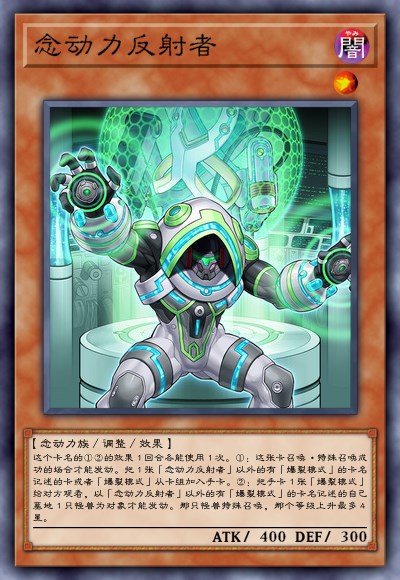 念动力反射者
やみ
闇
【念动力族／调整／效果】
这个卡名的①②的效果1回合各能使用1次。①：这张卡召唤·特殊召唤成
功的场合才能发动。把1张「念动力反射者」以外的有「爆裂模式」的卡名
记述的卡或者「爆裂模式」从卡组加入手卡。②：把手卡1张「爆裂模式」
给对方观看，以「念动力反射者」以外的有「爆裂模式」的卡名记述的自己
墓地1只怪兽为对象才能发动。那只怪兽特殊召唤，那个等级上升最多4
星。
ATK/ 400 DEF/ 300